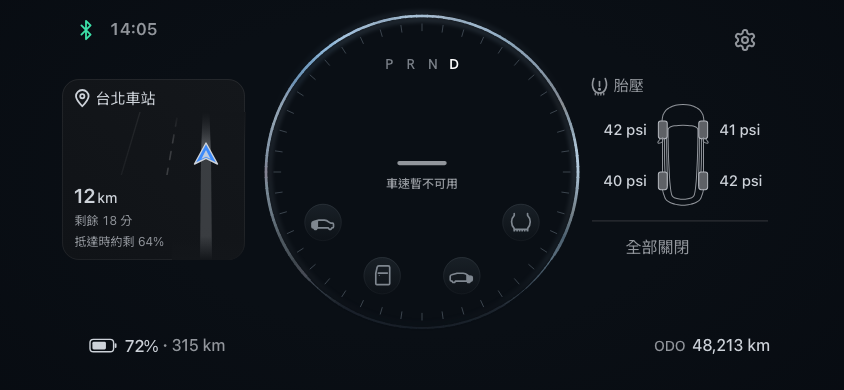 14:05
P R N D
台北車站
胎壓
42 psi
41 psi
40 psi
42 psi
車速暫不可用
12 km
剩餘 18 分
抵達時約剩 64%
全部關閉
72% · 315 km
ODO 48,213 km